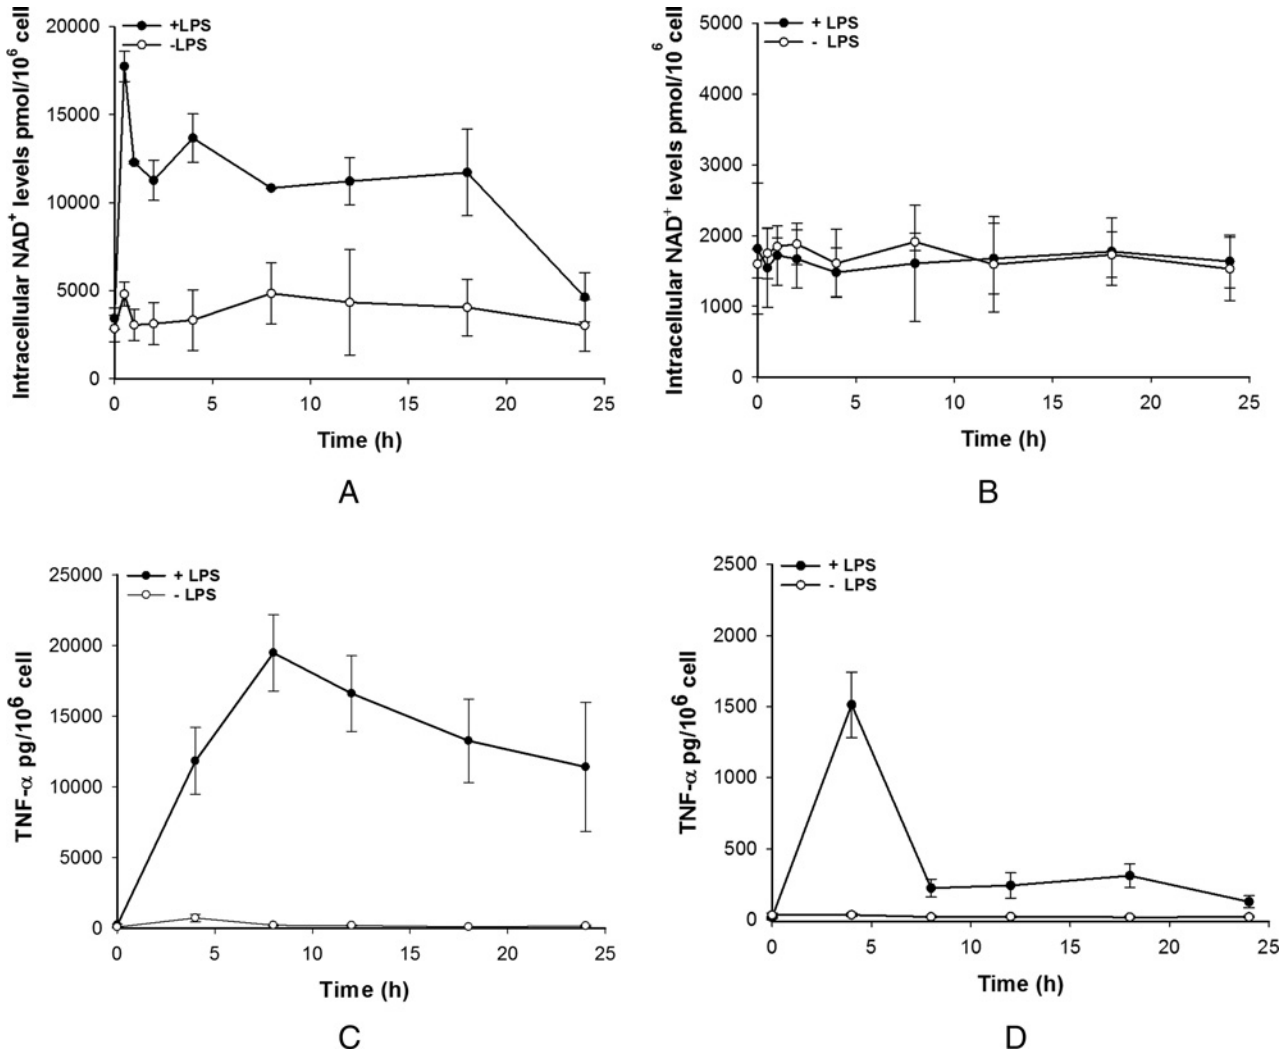 +LPS
-LPS
Intracellular NAD+ levels pmol/10^6 cell
20000
15000
10000
5000
0
0 5 10 15 20 25
Time (h)
A
+ LPS
- LPS
Intracellular NAD+ levels pmol/10^6 cell
5000
4000
3000
2000
1000
0
0 5 10 15 20 25
Time (h)
B
+ LPS
- LPS
TNF-α pg/10^6 cell
25000
20000
15000
10000
5000
0
0 5 10 15 20 25
Time (h)
C
+ LPS
- LPS
TNF-α pg/10^6 cell
2500
2000
1500
1000
500
0
0 5 10 15 20 25
Time (h)
D